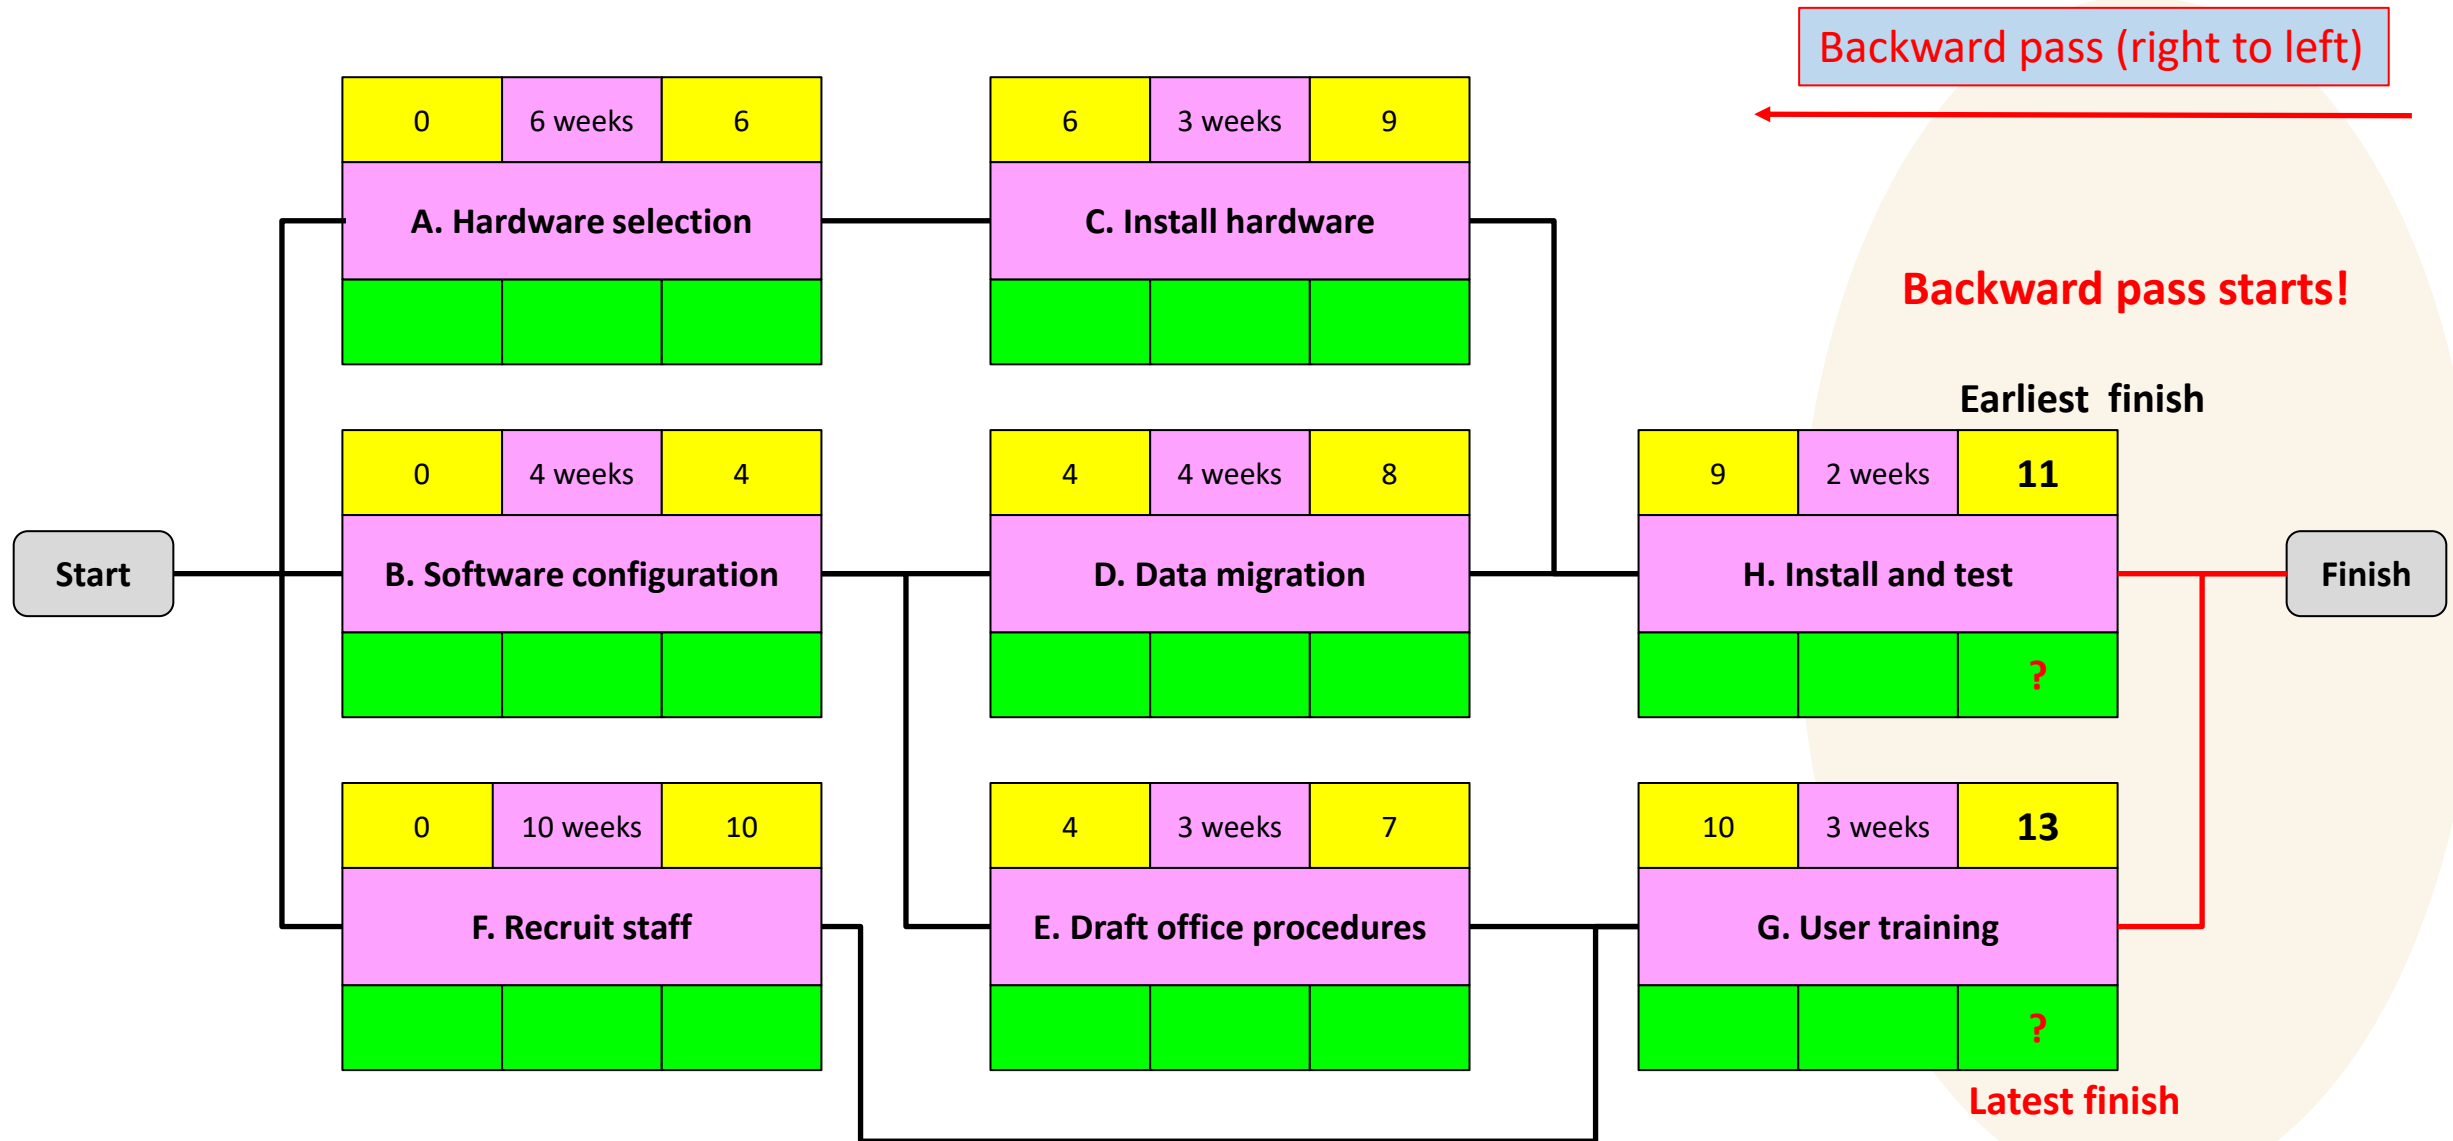 Backward pass (right to left)
0 6 weeks 6
A. Hardware selection
6 3 weeks 9
C. Install hardware
Backward pass starts!
Earliest finish
0 4 weeks 4
B. Software configuration
4 4 weeks 8
D. Data migration
9 2 weeks 11
H. Install and test
?
Start
Finish
0 10 weeks 10
F. Recruit staff
4 3 weeks 7
E. Draft office procedures
10 3 weeks 13
G. User training
?
Latest finish